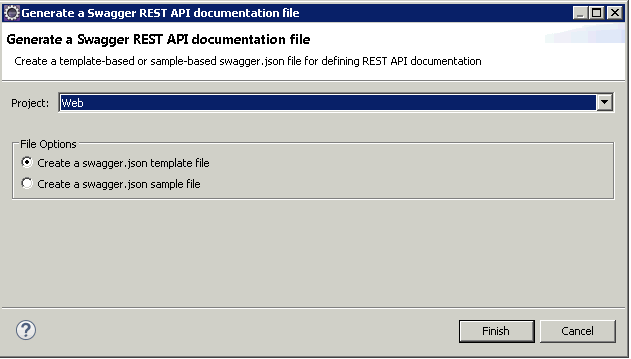 Generate a Swagger REST API documentation file
Generate a Swagger REST API documentation file
Create a template-based or sample-based swagger.json file for defining REST API documentation
Project: Web
File Options
Create a swagger.json template file
Create a swagger.json sample file
? Finish Cancel